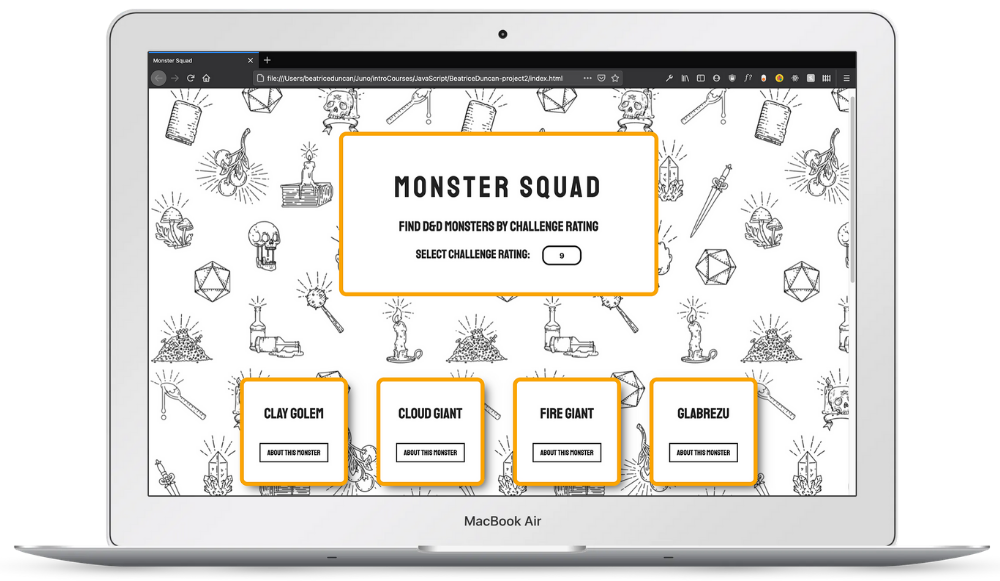 Monster Squad
file:///Users/beatriceduncan/Juno/introCourses/JavaScript/BeatriceDuncan-project2/index.html
MONSTER SQUAD
FIND D&D MONSTERS BY CHALLENGE RATING
SELECT CHALLENGE RATING: 9
CLAY GOLEM CLOUD GIANT FIRE GIANT GLABREZU
ABOUT THIS MONSTER ABOUT THIS MONSTER ABOUT THIS MONSTER ABOUT THIS MONSTER
MacBook Air